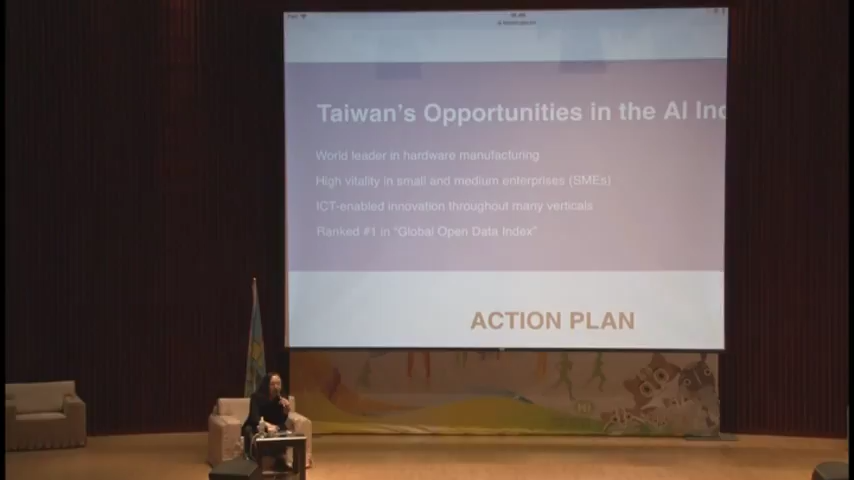 Taiwan's Opportunities in the AI Inc
World leader in hardware manufacturing
High vitality in small and medium enterprises (SMEs)
ICT-enabled innovation throughout many verticals
Ranked #1 in "Global Open Data Index"
ACTION PLAN